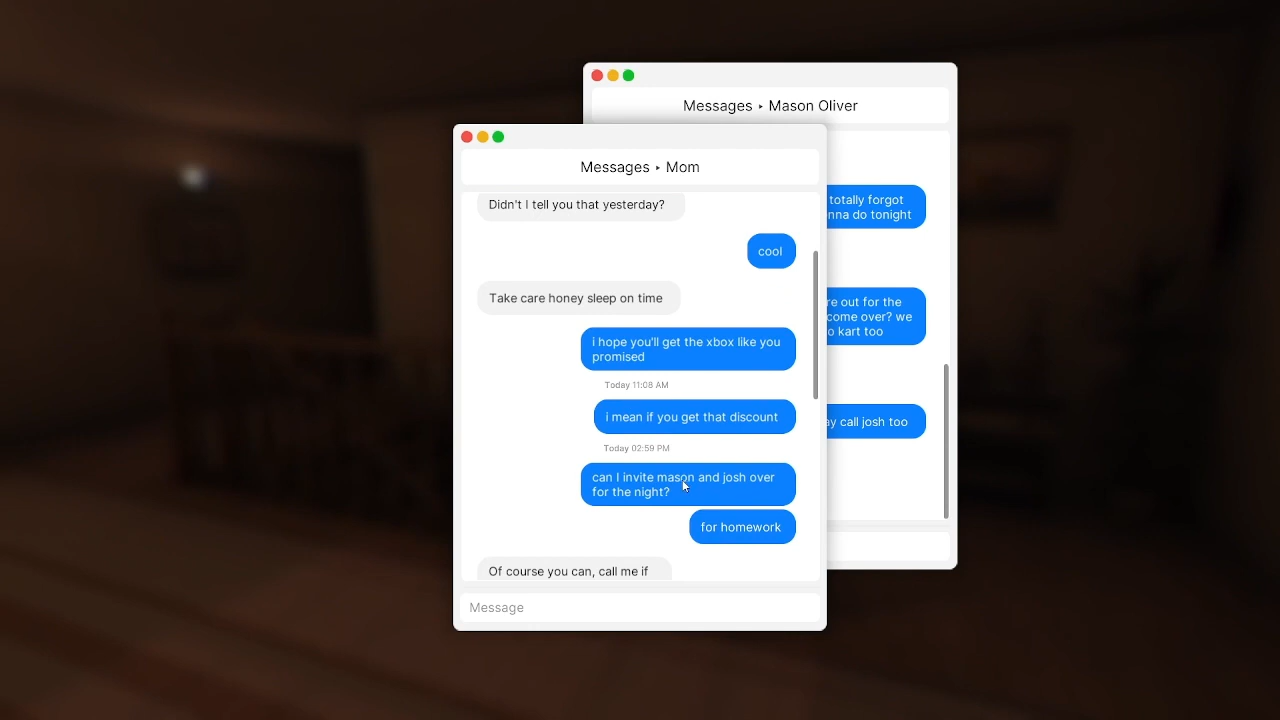 Messages ▸ Mason Oliver
totally forgot
nna do tonight
re out for the
come over? we
o kart too
ay call josh too
Messages ▸ Mom
Didn't I tell you that yesterday?
cool
Take care honey sleep on time
i hope you'll get the xbox like you
promised
Today 11:08 AM
i mean if you get that discount
Today 02:59 PM
can I invite mason and josh over
for the night?
for homework
Of course you can, call me if
Message